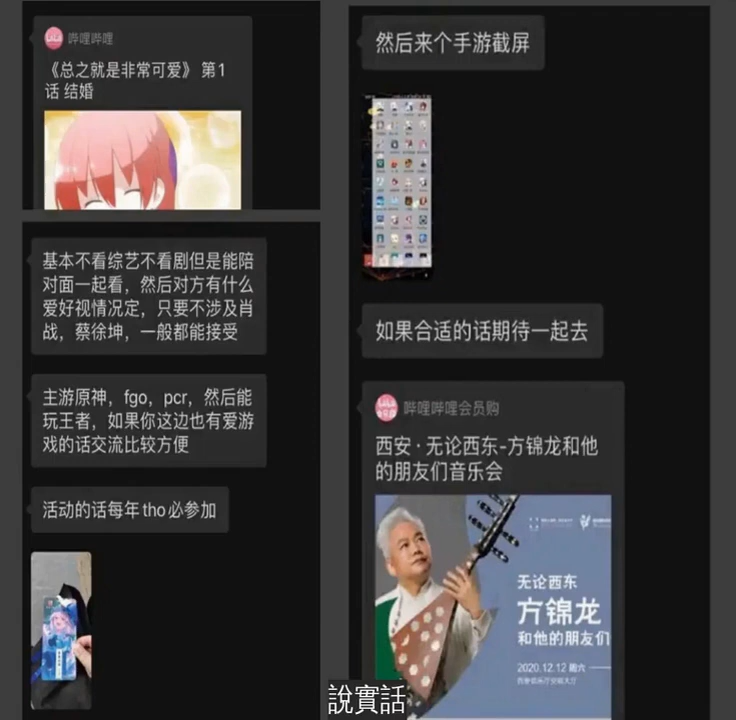 哔哩哔哩
《总之就是非常可爱》 第1
话 结婚
基本不看综艺不看剧但是能陪
对面一起看，然后对方有什么
爱好视情况定，只要不涉及肖
战，蔡徐坤，一般都能接受
主游原神，fgo，pcr，然后能
玩王者，如果你这边也有爱游
戏的话交流比较方便
活动的话每年tho必参加
然后来个手游截屏
如果合适的话期待一起去
哔哩哔哩会员购
西安·无论西东-方锦龙和他
的朋友们音乐会
无论西东
方锦龙
和他的朋友们
2020.12.12 周六
說實話